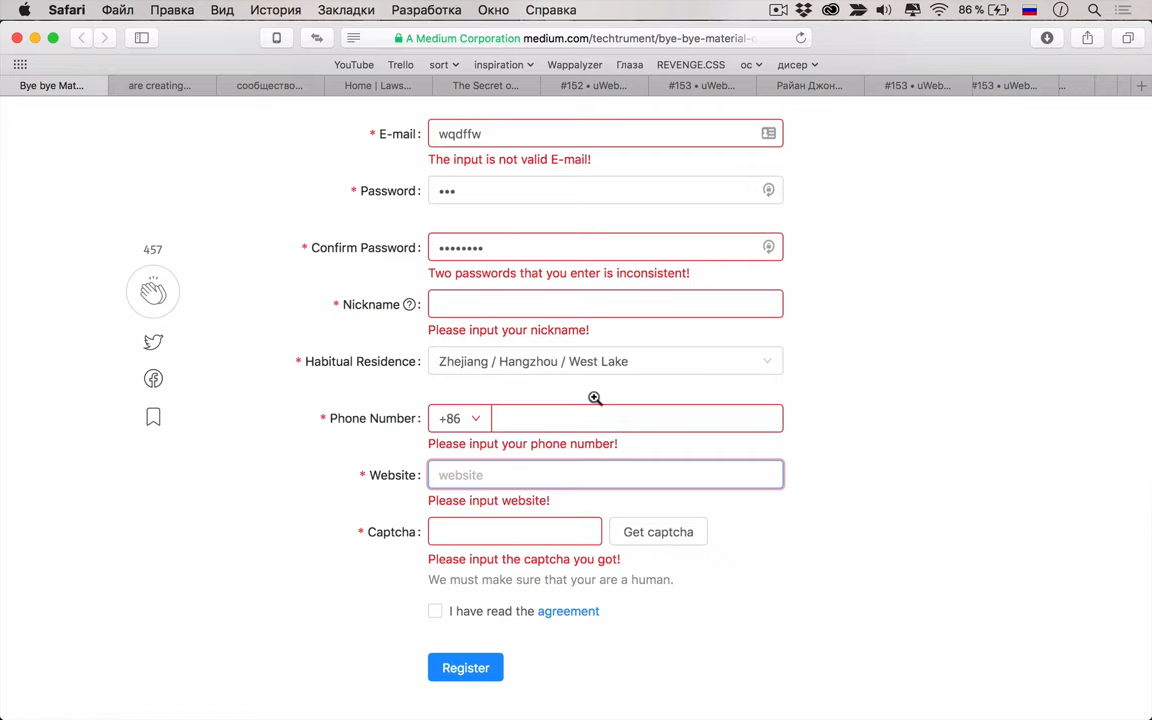 Safari Файл Правка Вид История Закладки Разработка Окно Справка 86 %
A Medium Corporation medium.com/techtrument/bye-bye-material-
YouTube Trello sort inspiration Wappalyzer Глаза REVENGE.CSS ос дисер
Bye bye Mat... are creating... сообщество... Home | Laws... The Secret o... #152 • uWeb... #153 • uWeb... Райан Джон... #153 • uWeb... #153 • uWeb... ...
* E-mail: wqdffw
The input is not valid E-mail!
* Password: •••
* Confirm Password: ••••••••
Two passwords that you enter is inconsistent!
457
* Nickname ? :
Please input your nickname!
* Habitual Residence: Zhejiang / Hangzhou / West Lake
* Phone Number: +86
Please input your phone number!
* Website: website
Please input website!
* Captcha: Get captcha
Please input the captcha you got!
We must make sure that your are a human.
I have read the agreement
Register